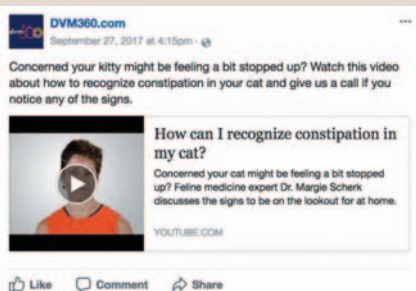 DVM360.com
September 27, 2017 at 4:15pm ·
Concerned your kitty might be feeling a bit stopped up? Watch this video
about how to recognize constipation in your cat and give us a call if you
notice any of the signs.
How can I recognize constipation in
my cat?
Concerned your cat might be feeling a bit stopped
up? Feline medicine expert Dr. Margie Scherk
discusses the signs to be on the lookout for at home.
YOUTUBE.COM
Like Comment Share